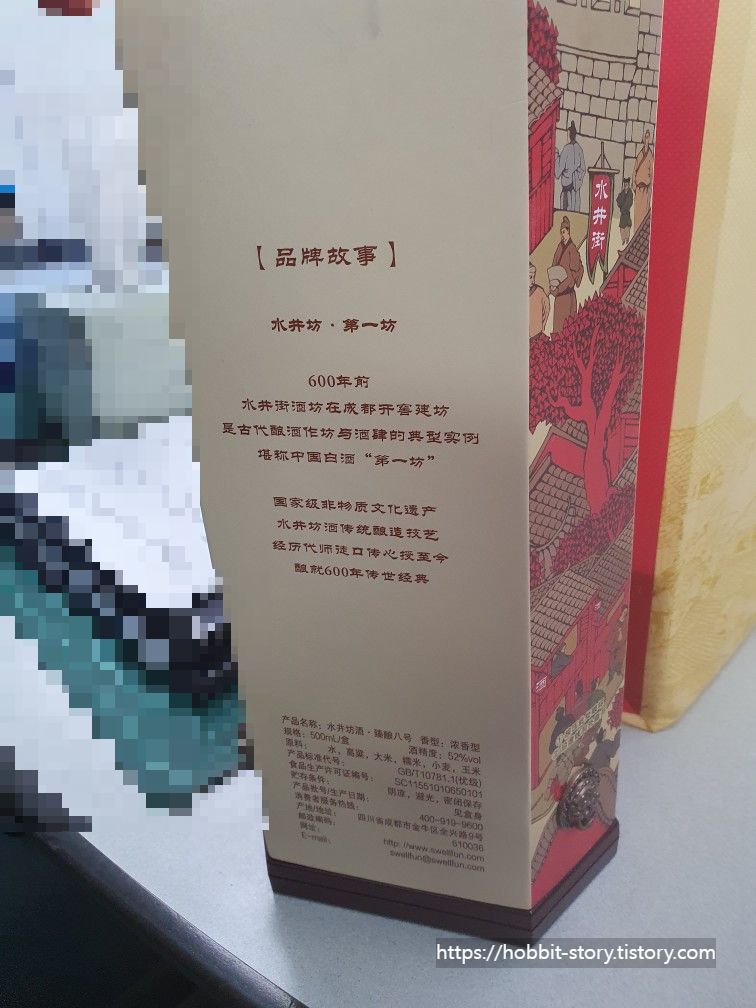 【品牌故事】
水井坊·第一坊
600年前
水井街酒坊在成都开窖建坊
是古代酿酒作坊与酒肆的典型实例
堪称中国白酒“第一坊”
国家级非物质文化遗产
水井坊酒传统酿造技艺
经历代师徒口传心授至今
酿就600年传世经典
产品名称：水井坊酒·臻酿八号 香型：浓香型
规格：500mL/盒 酒精度：52%vol
原料：水，高粱，大米，糯米，小麦，玉米
产品标准代号：GB/T10781.1(优级)
食品生产许可证编号：SC11551010650101
贮存条件：阴凉，避光，密闭保存
产品批号/生产日期：见盒身
消费者服务热线：400-919-9600
产地/地址：四川省成都市金牛区全兴路9号
邮政编码：610036
网址：http://www.swellfun.com
E-mail：swellfun@swellfun.com
水井街
https://hobbit-story.tistory.com